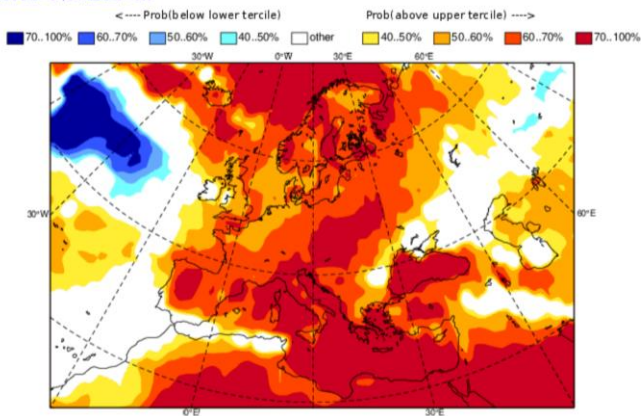 <---- Prob(below lower tercile) Prob(above upper tercile) ---->
70..100% 60..70% 50..60% 40..50% other 40..50% 50..60% 60..70% 70..100%
30°W 0°W 30°E 60°E
30°W 60°E
0°E 30°E